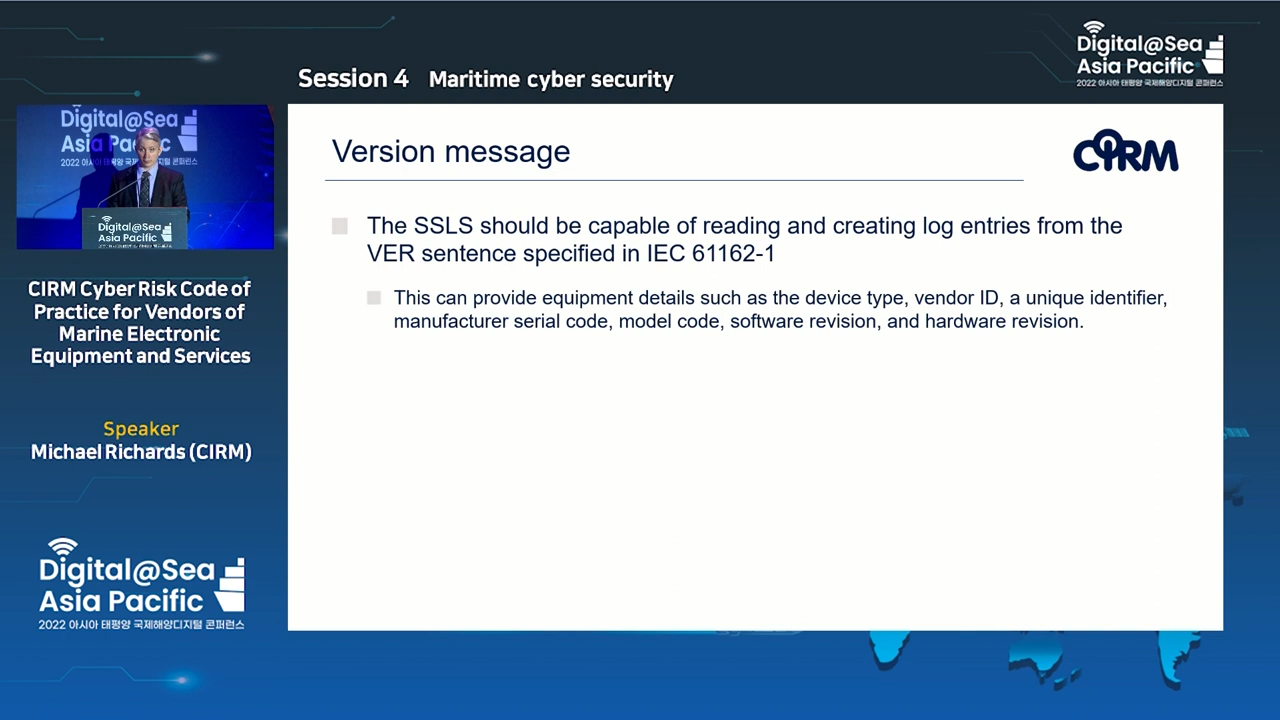 Digital@Sea
Asia Pacific
2022 아시아 태평양 국제해양디지털 콘퍼런스
Session 4 Maritime cyber security
Digital@Sea
Asia Pacific
2022 아시아 태평양 국제해양디지털 콘퍼런스
Digital@Sea
Asia Pacific
Version message
CIRM
The SSLS should be capable of reading and creating log entries from the
VER sentence specified in IEC 61162-1
This can provide equipment details such as the device type, vendor ID, a unique identifier,
manufacturer serial code, model code, software revision, and hardware revision.
CIRM Cyber Risk Code of
Practice for Vendors of
Marine Electronic
Equipment and Services
Speaker
Michael Richards (CIRM)
Digital@Sea
Asia Pacific
2022 아시아 태평양 국제해양디지털 콘퍼런스